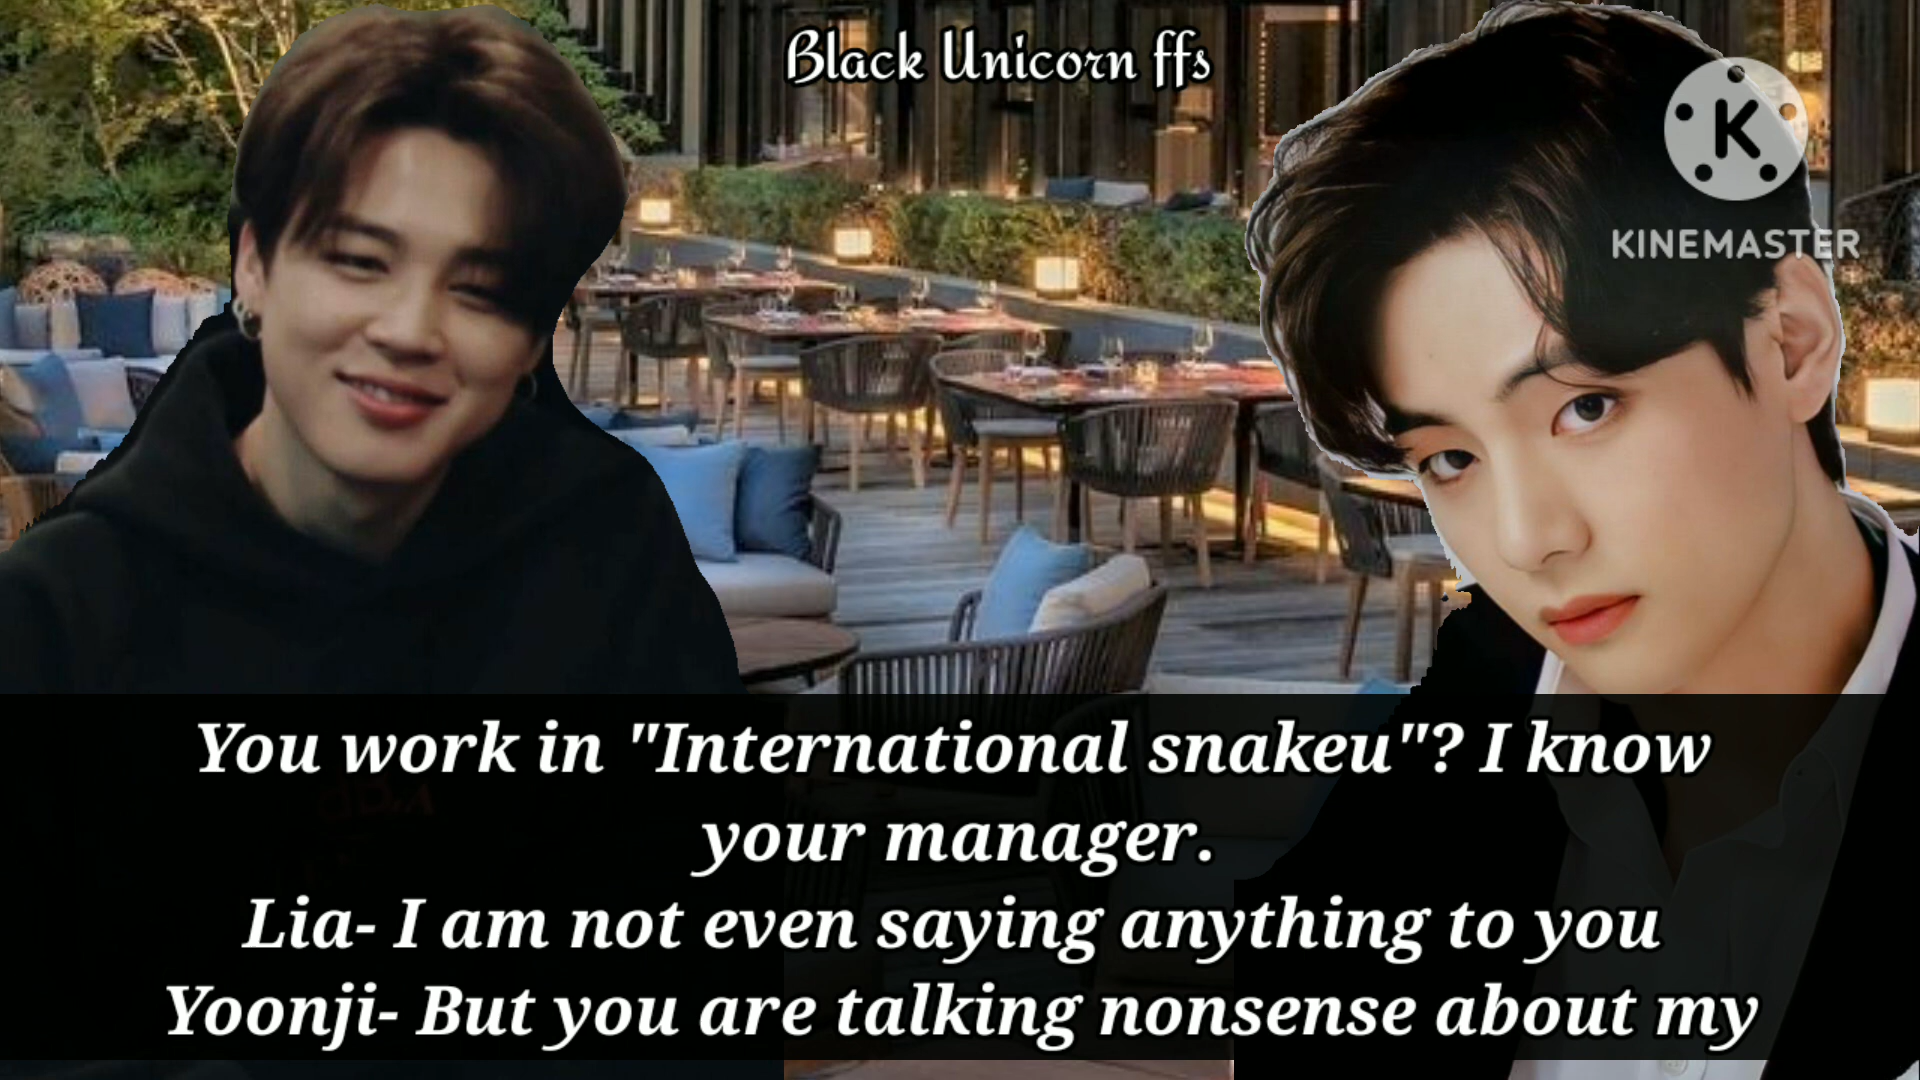 Black Unicorn ffs
K
KINEMASTER
You work in "International snakeu"? I know
your manager.
Lia- I am not even saying anything to you
Yoonji- But you are talking nonsense about my